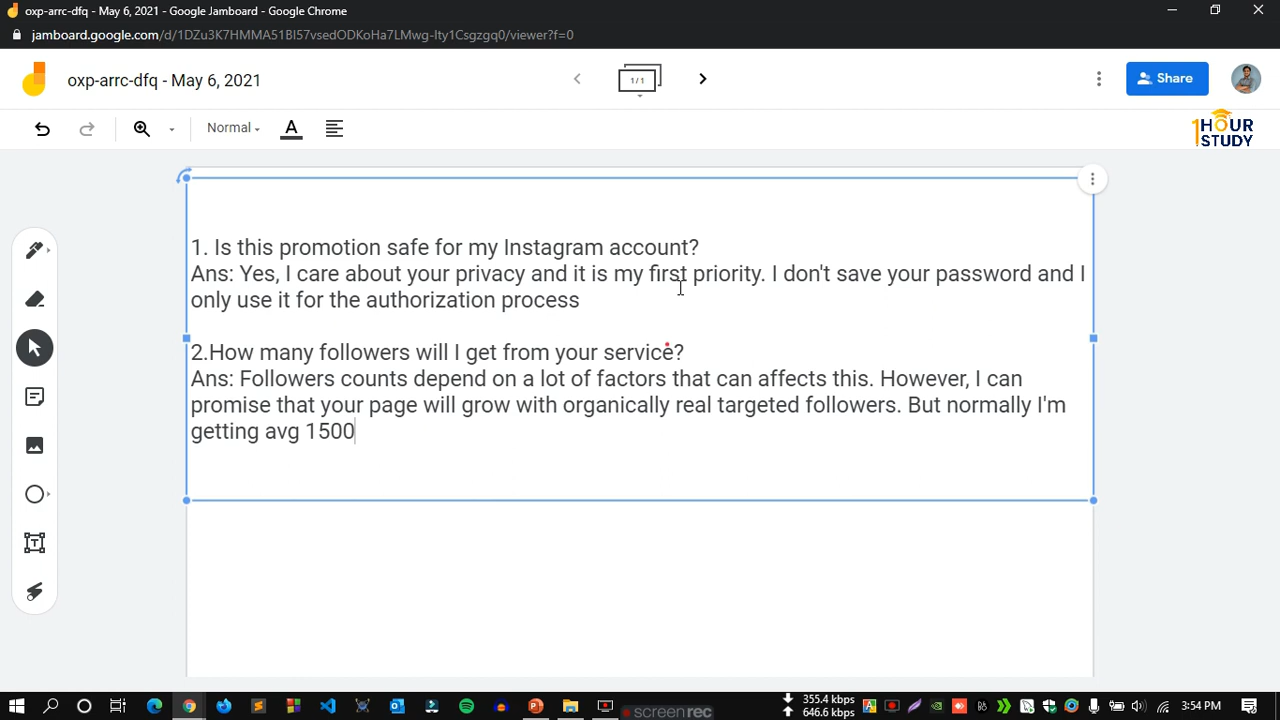 oxp-arrc-dfq - May 6, 2021 - Google Jamboard - Google Chrome
jamboard.google.com/d/1DZu3K7HMMA51BI57vsedODKoHa7LMwg-Ity1Csgzgq0/viewer?f=0
oxp-arrc-dfq - May 6, 2021
1 / 1
Share
Normal
1HOUR
STUDY
1. Is this promotion safe for my Instagram account?
Ans: Yes, I care about your privacy and it is my first priority. I don't save your password and I
only use it for the authorization process
2.How many followers will I get from your service?
Ans: Followers counts depend on a lot of factors that can affects this. However, I can
promise that your page will grow with organically real targeted followers. But normally I'm
getting avg 1500
355.4 kbps
646.6 kbps
screenrec
3:54 PM